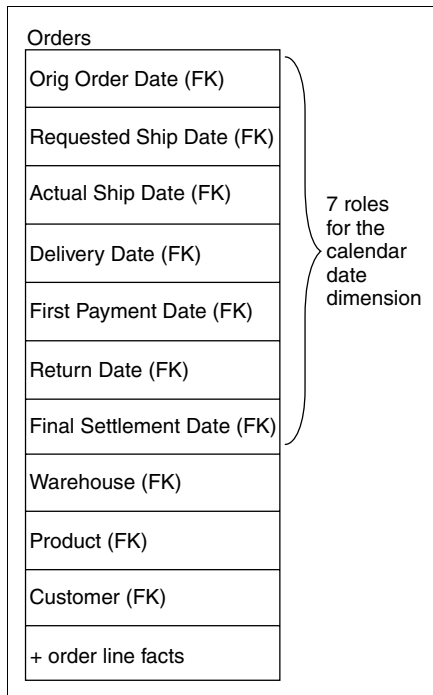 Orders
Orig Order Date (FK)
Requested Ship Date (FK)
Actual Ship Date (FK)
Delivery Date (FK)
First Payment Date (FK)
Return Date (FK)
Final Settlement Date (FK)
Warehouse (FK)
Product (FK)
Customer (FK)
+ order line facts
7 roles
for the
calendar
date
dimension